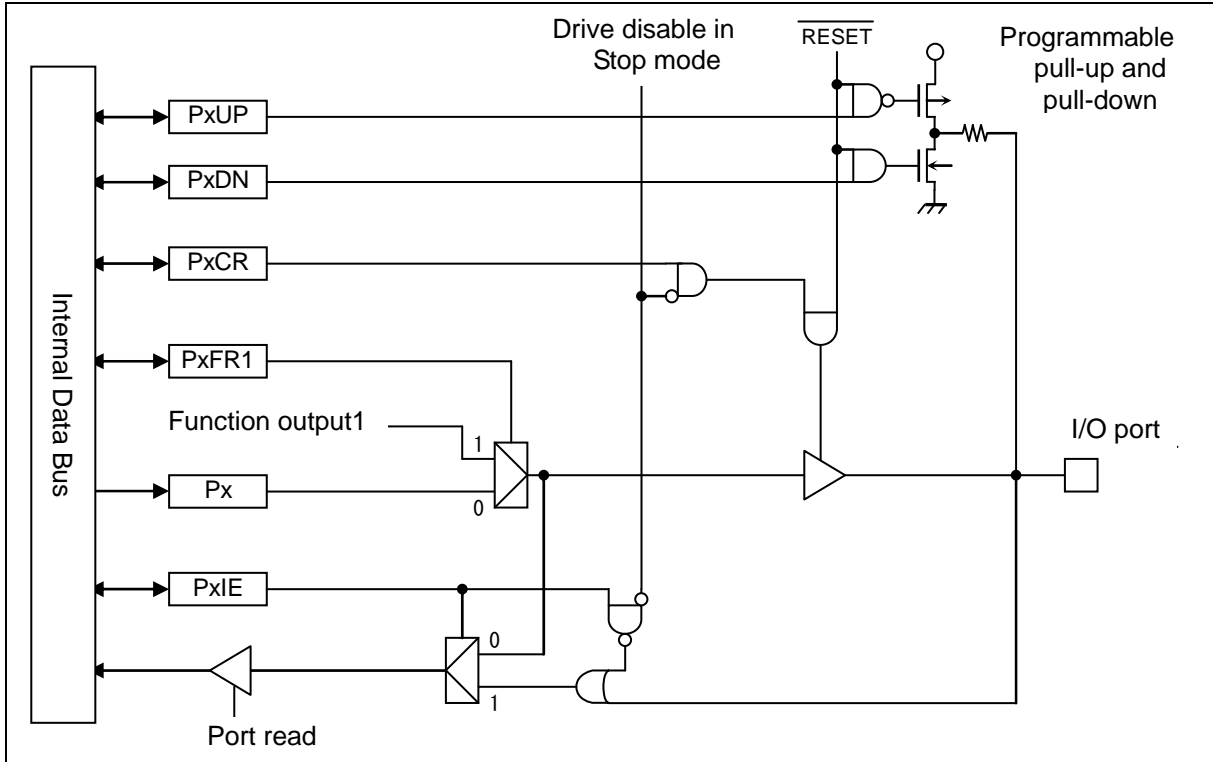 Drive disable in
Stop mode
RESET
Programmable
pull-up and
pull-down
Internal Data Bus
PxUP
PxDN
PxCR
PxFR1
Function output1
1
0
Px
I/O port
PxIE
0
1
Port read